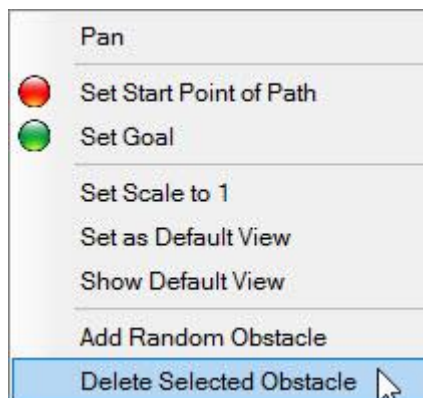 Pan
Set Start Point of Path
Set Goal
Set Scale to 1
Set as Default View
Show Default View
Add Random Obstacle
Delete Selected Obstacle